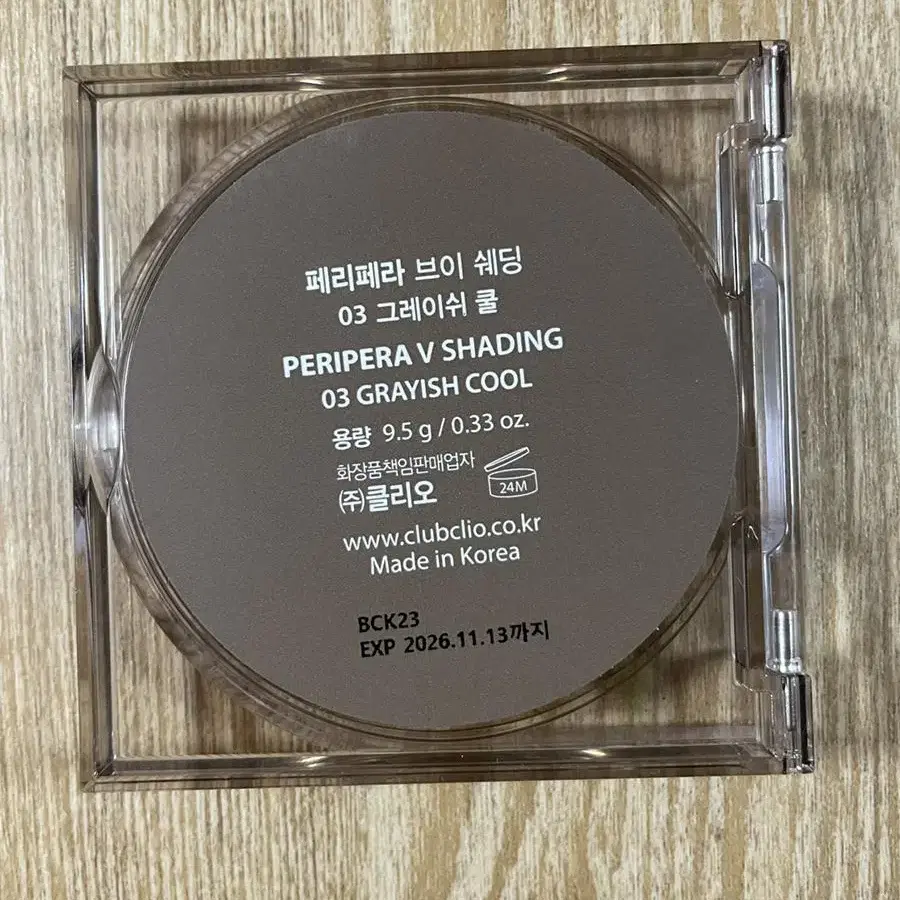 페리페라 브이 쉐딩
03 그레이쉬 쿨
PERIPERA V SHADING
03 GRAYISH COOL
용량 9.5 g / 0.33 oz.
화장품책임판매업자
㈜클리오
24M
www.clubclio.co.kr
Made in Korea
BCK23
EXP 2026.11.13까지